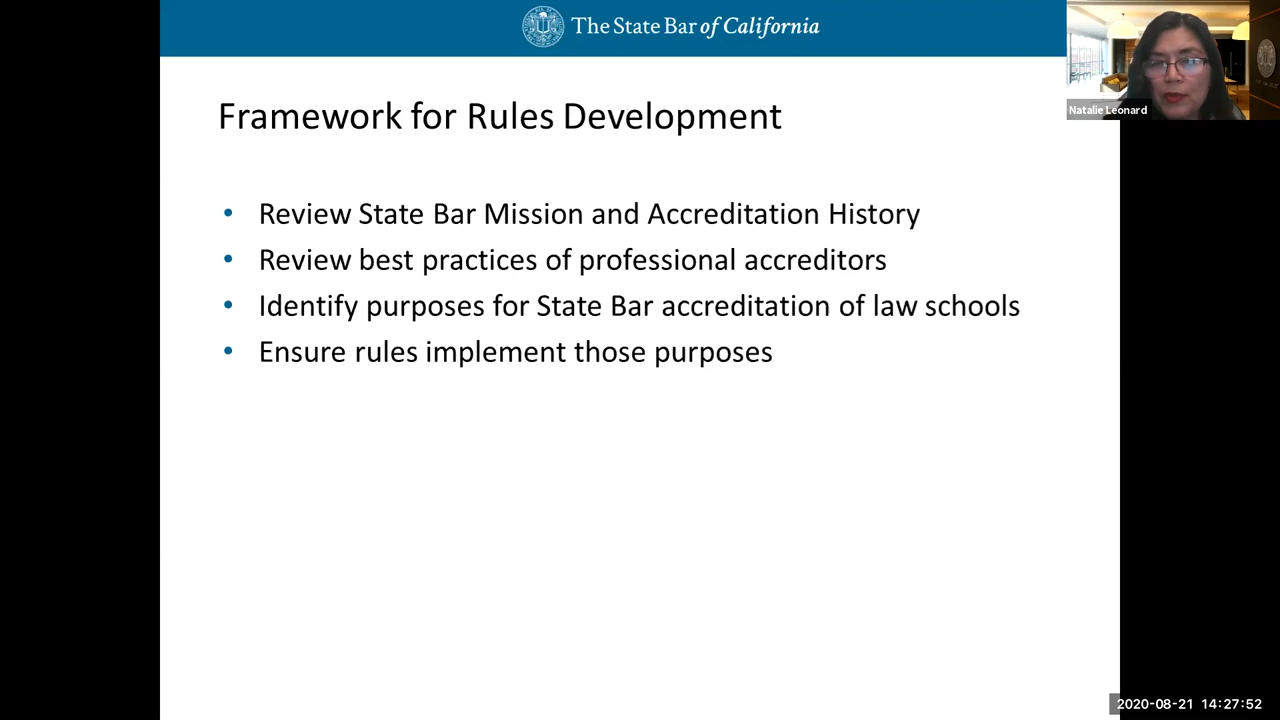 The State Bar of California
Natalie Leonard
Framework for Rules Development
• Review State Bar Mission and Accreditation History
• Review best practices of professional accreditors
• Identify purposes for State Bar accreditation of law schools
• Ensure rules implement those purposes
2020-08-21 14:27:52